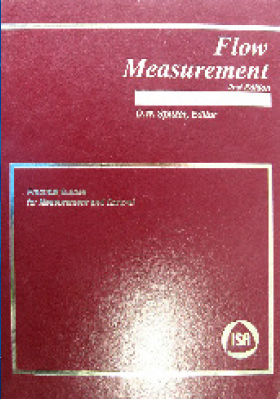 Flow
Measurement
2nd Edition
D.W. Spitzer, Editor
Practical Guides
for Measurement and Control
ISA